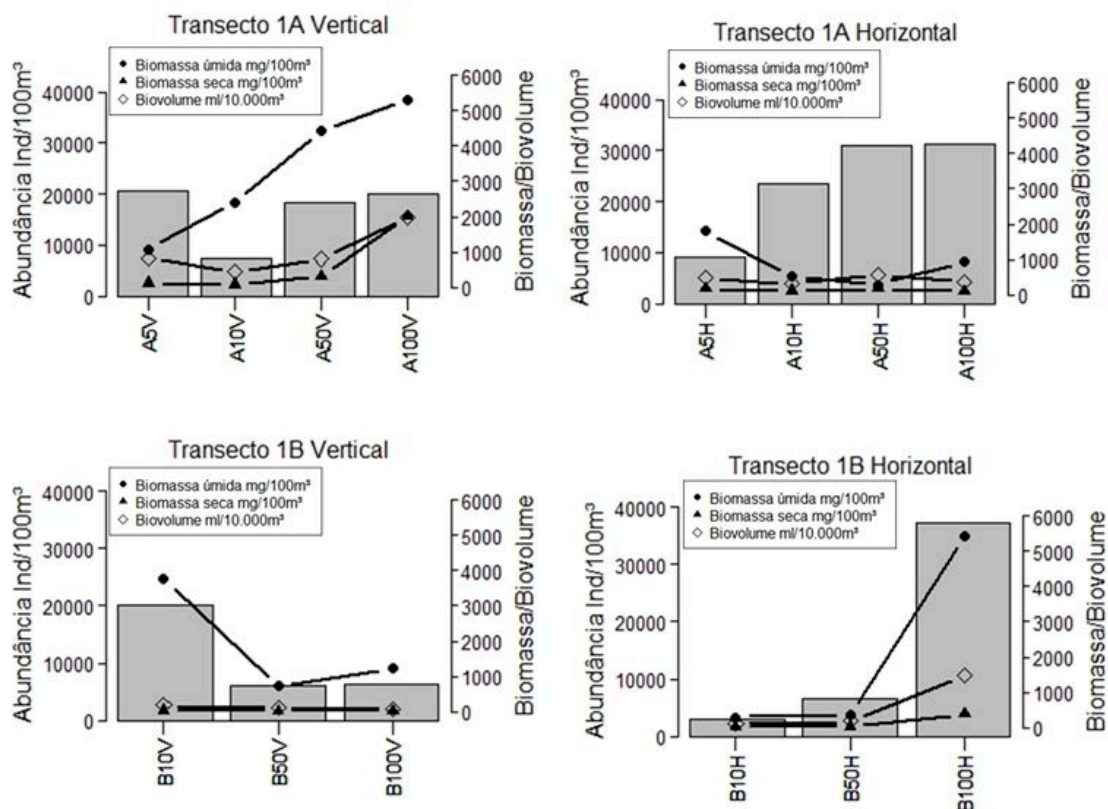 Transecto 1A Vertical
Biomassa úmida mg/100m³
Biomassa seca mg/100m³
Biovolume ml/10.000m³
Abundância Ind/100m³
40000
30000
20000
10000
0
6000
5000
4000
3000
2000
1000
0
Biomassa/Biovolume
A5V
A10V
A50V
A100V
Transecto 1A Horizontal
Biomassa úmida mg/100m³
Biomassa seca mg/100m³
Biovolume ml/10.000m³
Abundância Ind/100m³
40000
30000
20000
10000
0
6000
5000
4000
3000
2000
1000
0
Biomassa/Biovolume
A5H
A10H
A50H
A100H
Transecto 1B Vertical
Biomassa úmida mg/100m³
Biomassa seca mg/100m³
Biovolume ml/10.000m³
Abundância Ind/100m³
40000
30000
20000
10000
0
6000
5000
4000
3000
2000
1000
0
Biomassa/Biovolume
B10V
B50V
B100V
Transecto 1B Horizontal
Biomassa úmida mg/100m³
Biomassa seca mg/100m³
Biovolume ml/10.000m³
Abundância Ind/100m³
40000
30000
20000
10000
0
6000
5000
4000
3000
2000
1000
0
Biomassa/Biovolume
B10H
B50H
B100H